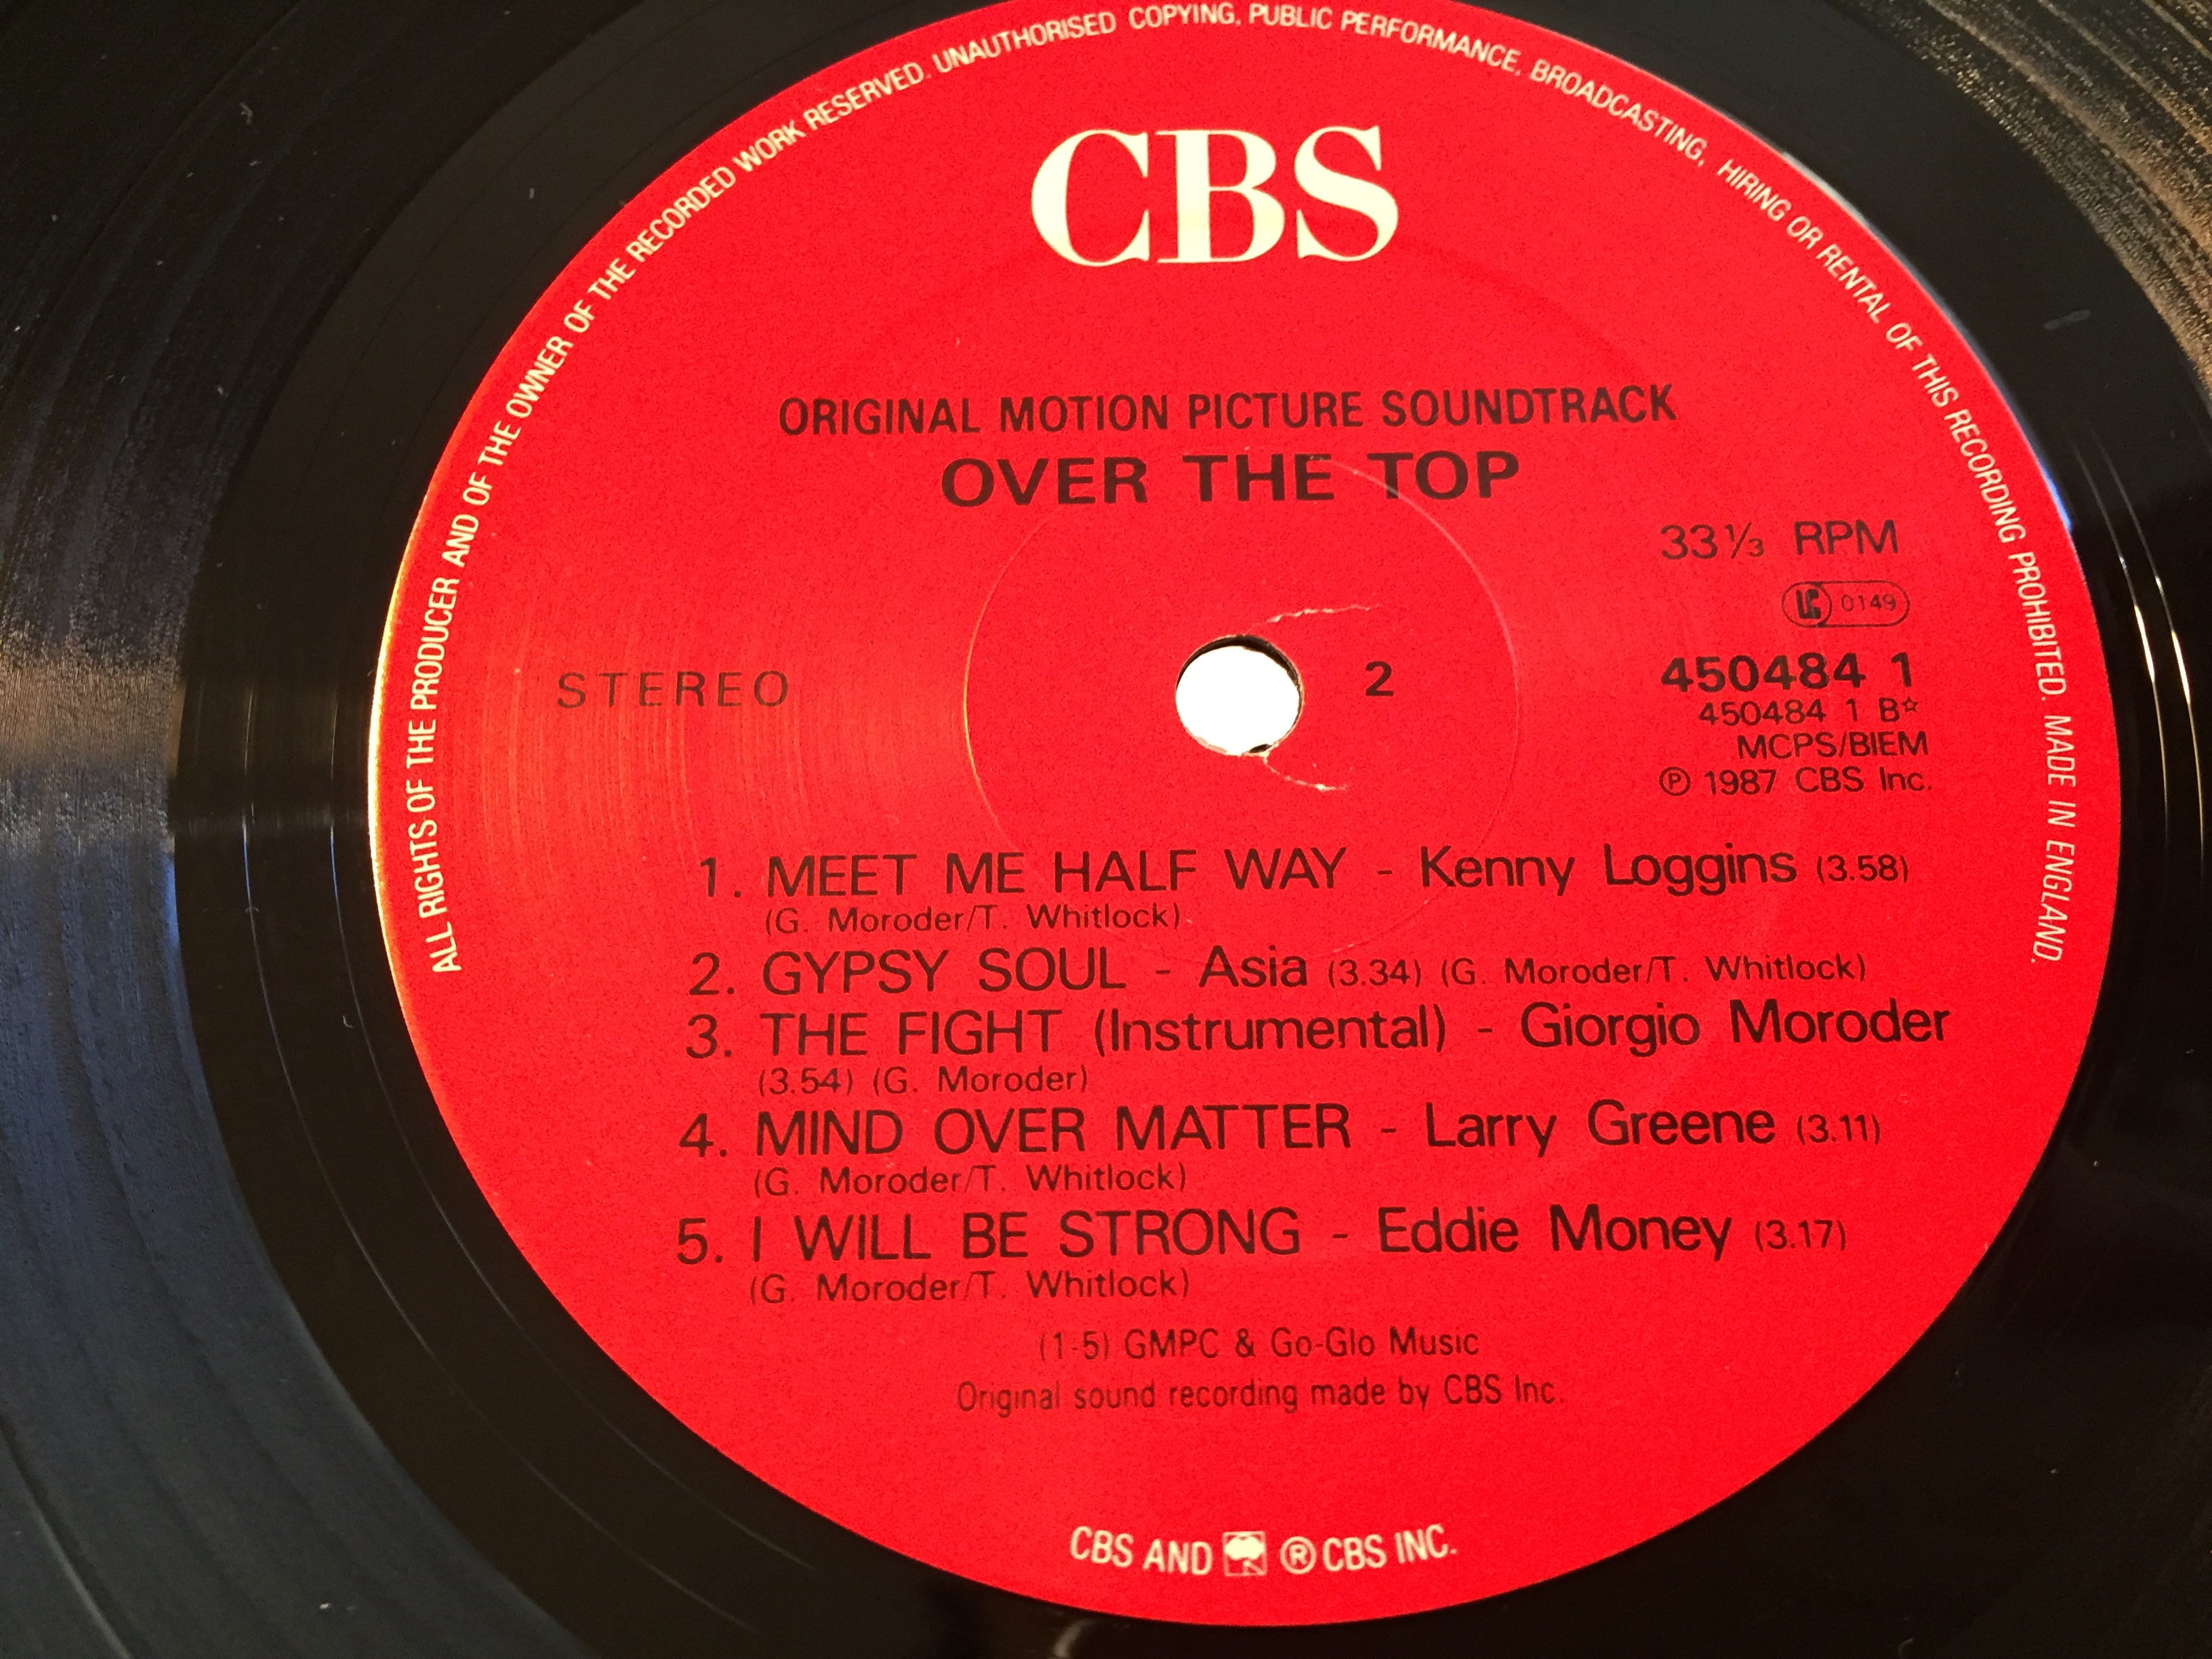 ALL RIGHTS OF THE PRODUCER AND OF THE OWNER OF THE RECORDED WORK RESERVED. UNAUTHORISED COPYING, PUBLIC PERFORMANCE, BROADCASTING, HIRING OR RENTAL OF THIS RECORDING PROHIBITED. MADE IN ENGLAND.
CBS
ORIGINAL MOTION PICTURE SOUNDTRACK
OVER THE TOP
33⅓ RPM
LC 0149
STEREO
2
450484 1
450484 1 B☆
MCPS/BIEM
℗ 1987 CBS Inc.
1. MEET ME HALF WAY - Kenny Loggins (3.58)
(G. Moroder/T. Whitlock)
2. GYPSY SOUL - Asia (3.34) (G. Moroder/T. Whitlock)
3. THE FIGHT (Instrumental) - Giorgio Moroder
(3.54) (G. Moroder)
4. MIND OVER MATTER - Larry Greene (3.11)
(G. Moroder/T. Whitlock)
5. I WILL BE STRONG - Eddie Money (3.17)
(G. Moroder/T. Whitlock)
(1-5) GMPC & Go-Glo Music
Original sound recording made by CBS Inc.
CBS AND ® CBS INC.